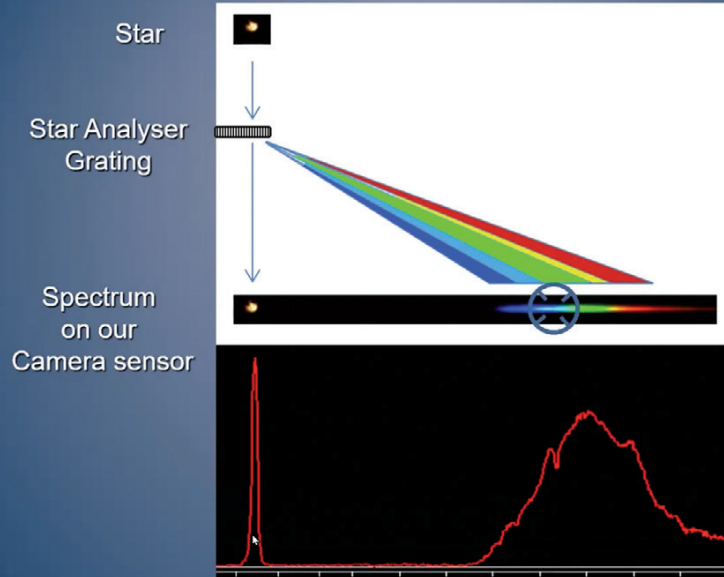 Star
Star Analyser
Grating
Spectrum
on our
Camera sensor